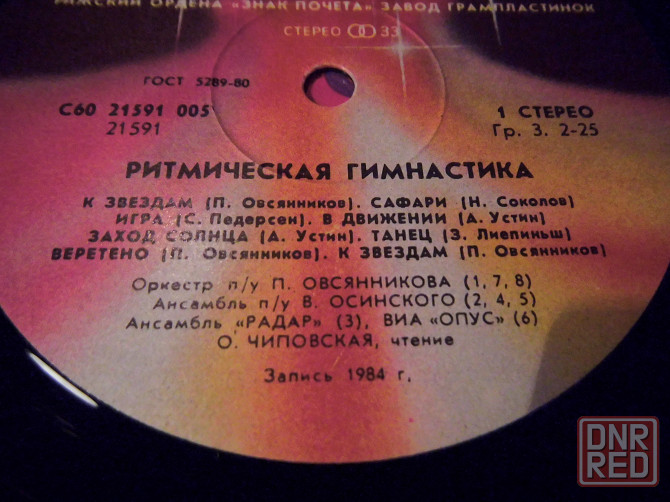 РИЖСКИЙ ОРДЕНА «ЗНАК ПОЧЕТА» ЗАВОД ГРАМПЛАСТИНОК
СТЕРЕО 33
ГОСТ 5289-80
С60 21591 005
21591
1 СТЕРЕО
Гр. 3. 2-25
РИТМИЧЕСКАЯ ГИМНАСТИКА
К ЗВЕЗДАМ (П. Овсянников). САФАРИ (Н. Соколов)
ИГРА (С. Педерсен). В ДВИЖЕНИИ (А. Устин)
ЗАХОД СОЛНЦА (А. Устин). ТАНЕЦ (З. Лиепиньш)
ВЕРЕТЕНО (П. Овсянников). К ЗВЕЗДАМ (П. Овсянников)
Оркестр п/у П. ОВСЯННИКОВА (1, 7, 8)
Ансамбль п/у В. ОСИНСКОГО (2, 4, 5)
Ансамбль «РАДАР» (3), ВИА «ОПУС» (6)
О. ЧИПОВСКАЯ, чтение
Запись 1984 г.
DNR
RED